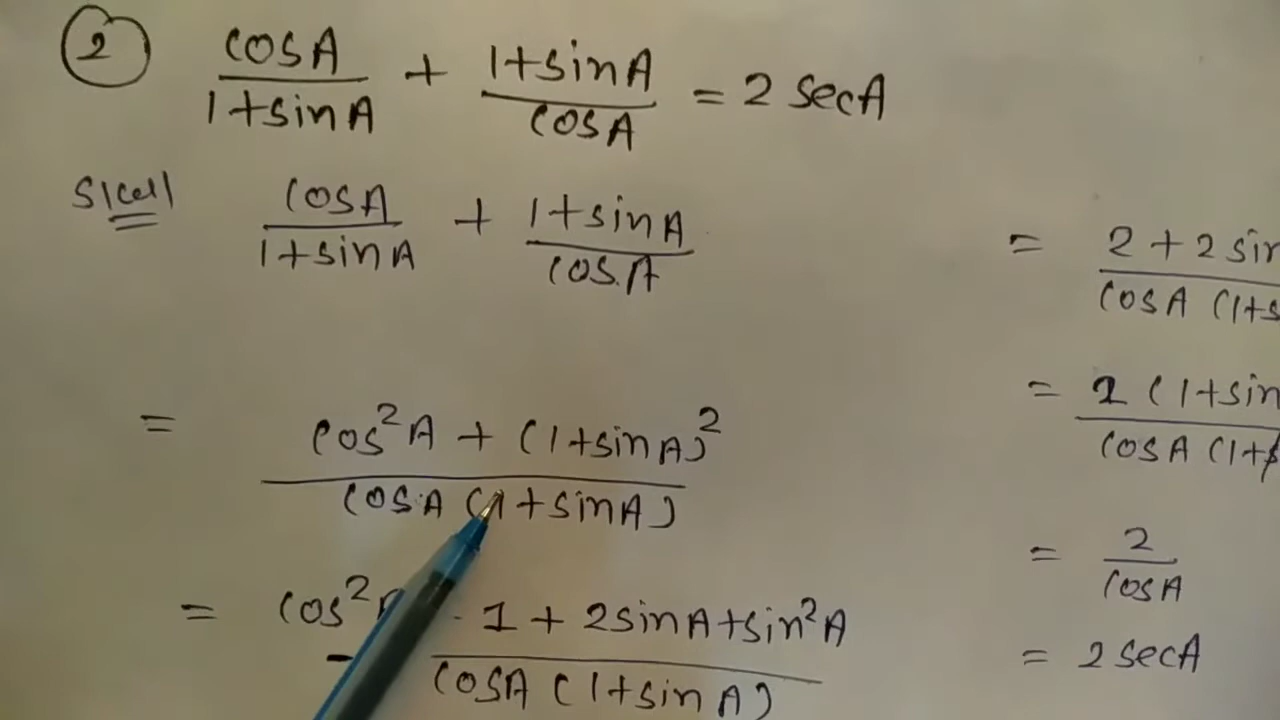 2 cosA/1+sinA + 1+sinA/cosA = 2 secA
cosA/1+sinA + 1+sinA/cosA
= cos²A + (1+sinA)²/cosA (1+sinA)
= cos² 1 + 2sinA+sin²A/cosA (1+sinA)
= 2+2 sin/cosA (1+s
= 2 (1+sin/cosA (1+s
= 2/cosA
= 2 secA